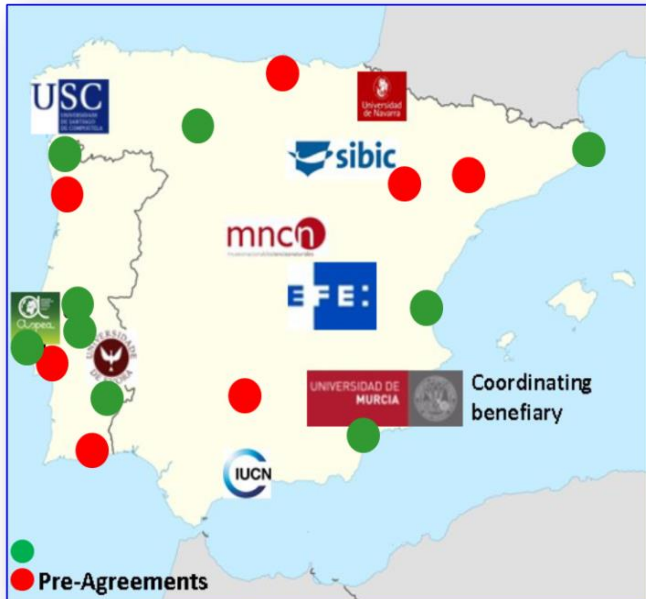 USC
UNIVERSIDADE
DE SANTIAGO
DE COMPOSTELA
Universidad
de Navarra
sibic
mncn
EFE:
aspea
UNIVERSIDADE
DE ÉVORA
UNIVERSIDAD DE
MURCIA
Coordinating
benefiary
IUCN
Pre-Agreements